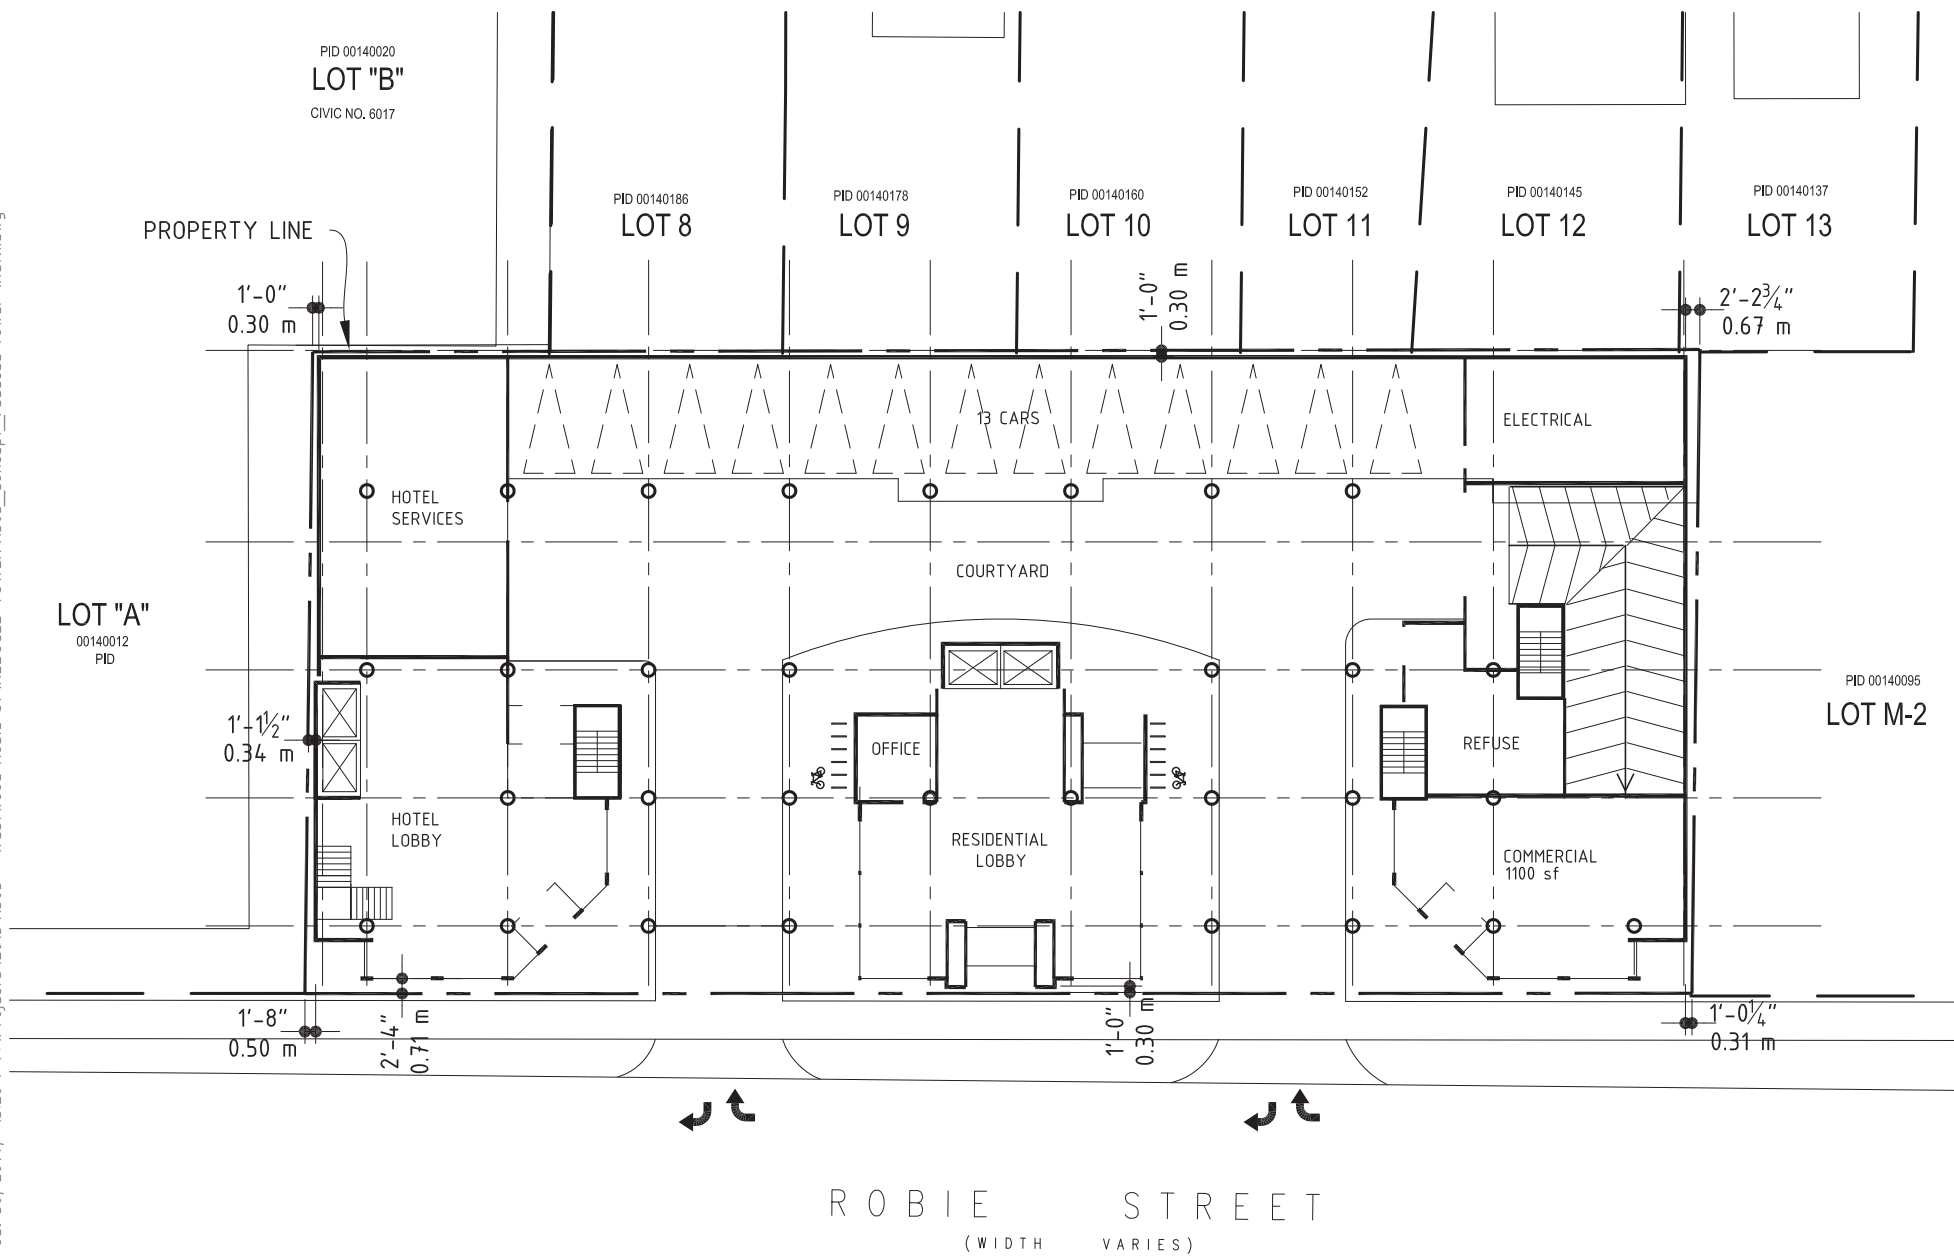 PID 00140020
LOT "B"
CIVIC NO. 6017
PID 00140186
LOT 8
PID 00140178
LOT 9
PID 00140160
LOT 10
PID 00140152
LOT 11
PID 00140145
LOT 12
PID 00140137
LOT 13
PROPERTY LINE
1'-0"
0.30 m
1'-0"
0.30 m
2'-2¾"
0.67 m
13 CARS
ELECTRICAL
HOTEL
SERVICES
COURTYARD
LOT "A"
00140012
PID
PID 00140095
LOT M-2
1'-1½"
0.34 m
OFFICE
REFUSE
HOTEL
LOBBY
RESIDENTIAL
LOBBY
COMMERCIAL
1100 sf
1'-8"
0.50 m
2'-4"
0.71 m
1'-0"
0.30 m
1'-0¼"
0.31 m
ROBIE STREET
(WIDTH VARIES)